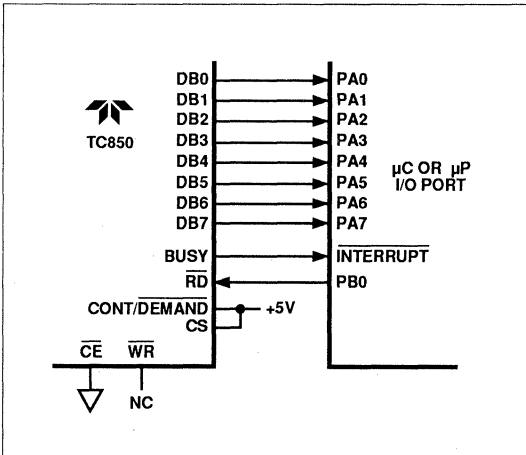 DB0 PA0
DB1 PA1
DB2 PA2
TC850 DB3 PA3
DB4 PA4 µC OR µP
DB5 PA5 I/O PORT
DB6 PA6
DB7 PA7
BUSY INTERRUPT
RD PB0
CONT/DEMAND +5V
CS
CE WR
NC